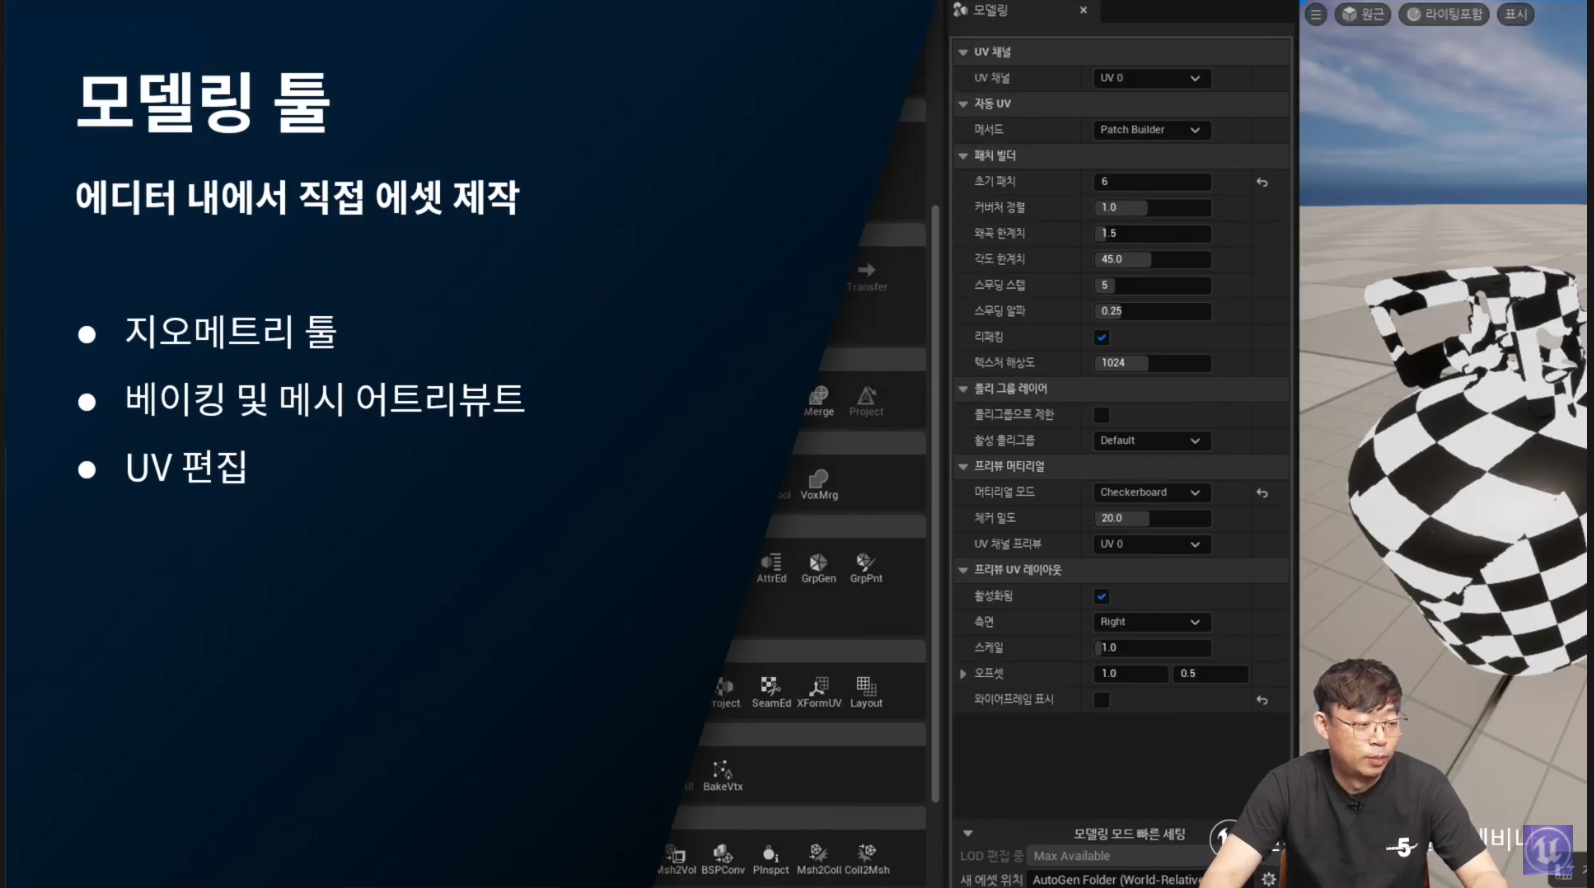 모델링 툴
에디터 내에서 직접 에셋 제작
● 지오메트리 툴
● 베이킹 및 메시 어트리뷰트
● UV 편집
Transfer
Merge Project
VoxMrg
AttrEd GrpGen GrpPnt
SeamEd XFormUV Layout
BakeVtx
Msh2Vol BSPConv PInspct Msh2Coll Coll2Msh
모델링 ×
UV 채널
UV 채널 UV 0
자동 UV
메서드 Patch Builder
패치 빌더
초기 패치 6
커버처 정렬 1.0
왜곡 한계치 1.5
각도 한계치 45.0
스무딩 스텝 5
스무딩 알파 0.25
리패킹
텍스처 해상도 1024
폴리 그룹 레이어
폴리그룹으로 제한
활성 폴리그룹 Default
프리뷰 머티리얼
머티리얼 모드 Checkerboard
체커 밀도 20.0
UV 채널 프리뷰 UV 0
프리뷰 UV 레이아웃
활성화됨
측면 Right
스케일 1.0
오프셋 1.0 0.5
와이어프레임 표시
모델링 모드 빠른 세팅
LOD 편집 중 Max Available
새 에셋 위치 AutoGen Folder (World-Relative
원근 라이팅포함 표시
5